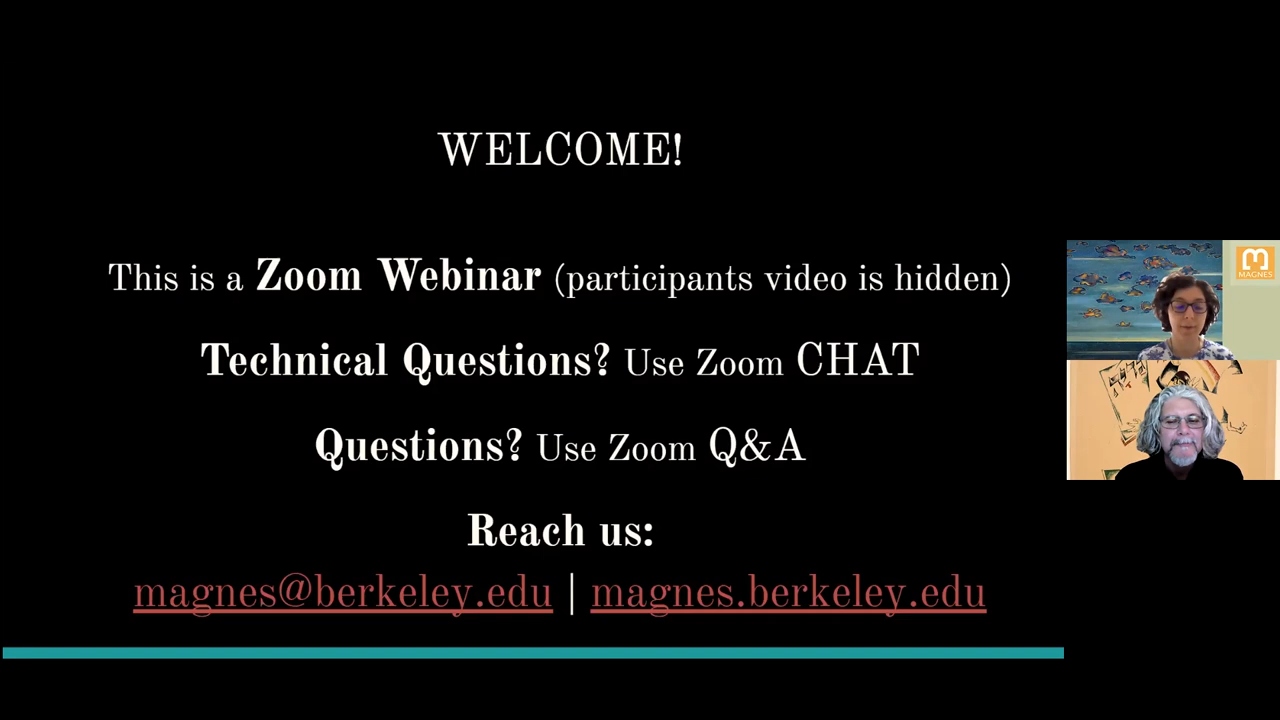 WELCOME!
This is a Zoom Webinar (participants video is hidden)
Technical Questions? Use Zoom CHAT
Questions? Use Zoom Q&A
Reach us:
magnes@berkeley.edu | magnes.berkeley.edu
MAGNES